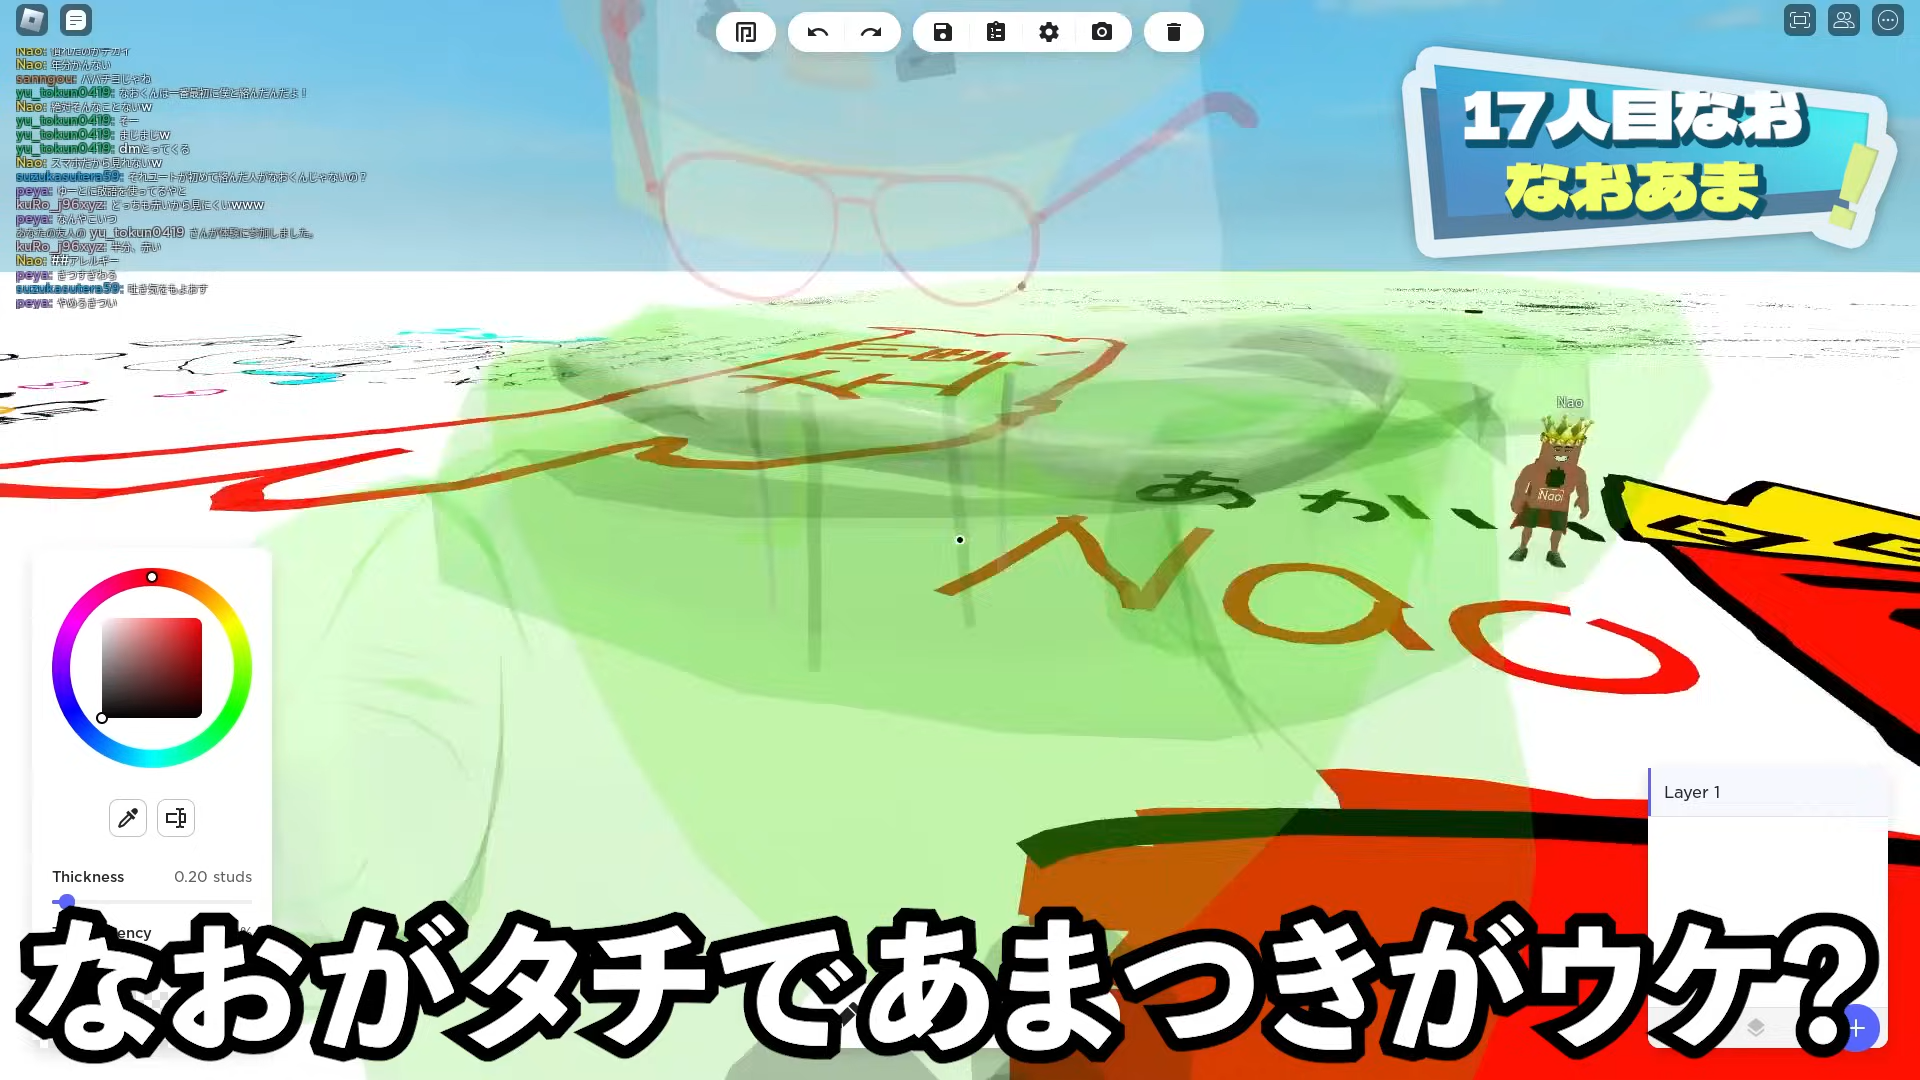 Nao: 年分かんない
sanngou: ハハチヨじゃね
yu_tokun0419: なおくんは一番最初に僕と絡んだんだよ！
Nao: 絶対そんなことないw
yu_tokun0419: そー
yu_tokun0419: まじまじw
yu_tokun0419: dmとってくる
Nao: スマホだから見れないw
suzukasutera59: それユートが初めて絡んだ人がなおくんじゃないの？
peya: ゆーとに敬語を使ってるやと
kuRo_j96xyz: どっちも赤いから見にくいwww
peya: なんやこいつ
あなたの友人の yu_tokun0419 さんが体験に参加しました。
kuRo_j96xyz: 半分、赤い
Nao: ##アレルギー
peya: きつすぎわろ
suzukasutera59: 吐き気をもよおす
peya: やめろきつい
17人目なお
なおあま!
Nao
Nao
あかい
Nao
Layer 1
Thickness 0.20 studs
なおがタチであまつきがウケ?